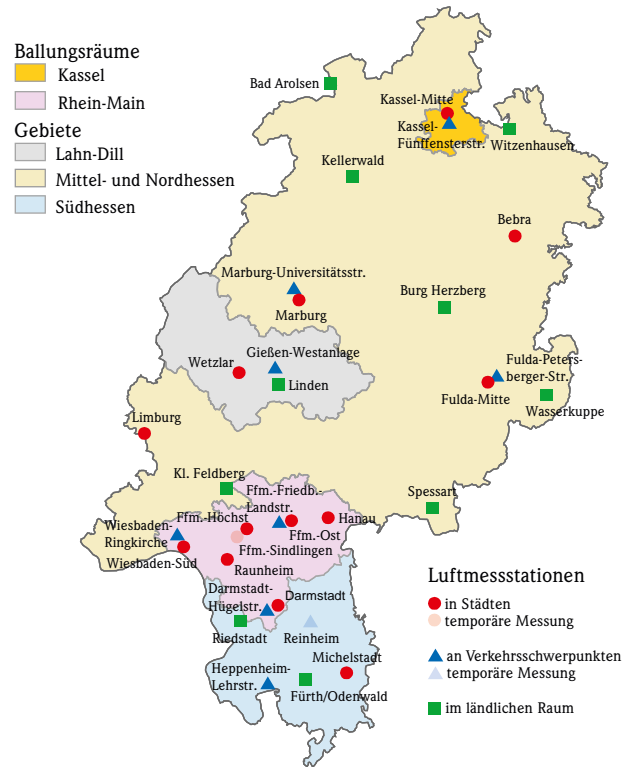 Ballungsräume
Kassel
Rhein-Main
Gebiete
Lahn-Dill
Mittel- und Nordhessen
Südhessen
Bad Arolsen
Kassel-Mitte
Kassel-
Fünffensterstr.
Witzenhausen
Kellerwald
Bebra
Marburg-Universitätsstr.
Marburg
Burg Herzberg
Gießen-Westanlage
Wetzlar
Linden
Fulda-Peters-
berger-Str.
Fulda-Mitte
Wasserkuppe
Limburg
Kl. Feldberg
Ffm.-Friedb.-
Landstr.
Spessart
Ffm.-Höchst
Hanau
Wiesbaden-
Ringkirche
Ffm.-Ost
Ffm.-Sindlingen
Wiesbaden-Süd
Raunheim
Darmstadt-
Hügelstr.
Darmstadt
Riedstadt
Reinheim
Michelstadt
Heppenheim-
Lehrstr.
Fürth/Odenwald
Luftmessstationen
in Städten
temporäre Messung
an Verkehrsschwerpunkten
temporäre Messung
im ländlichen Raum